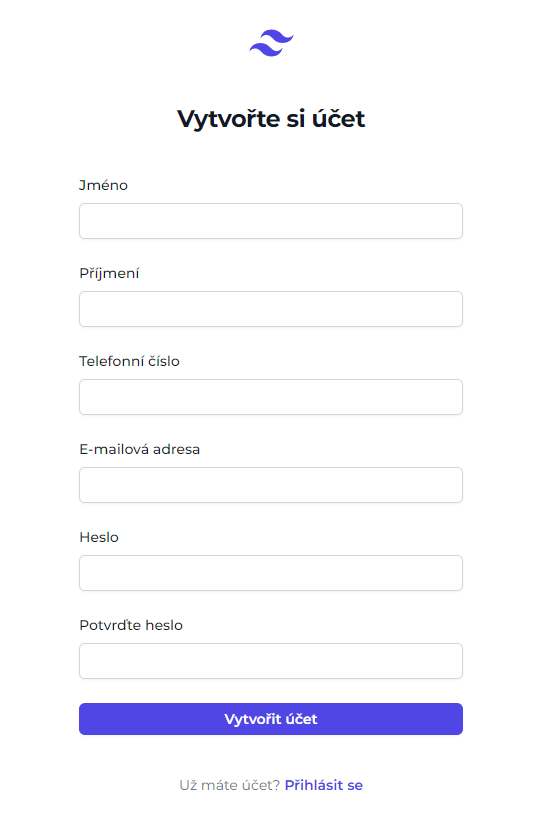 Vytvořte si účet
Jméno
Příjmení
Telefonní číslo
E-mailová adresa
Heslo
Potvrďte heslo
Vytvořit účet
Už máte účet? Přihlásit se